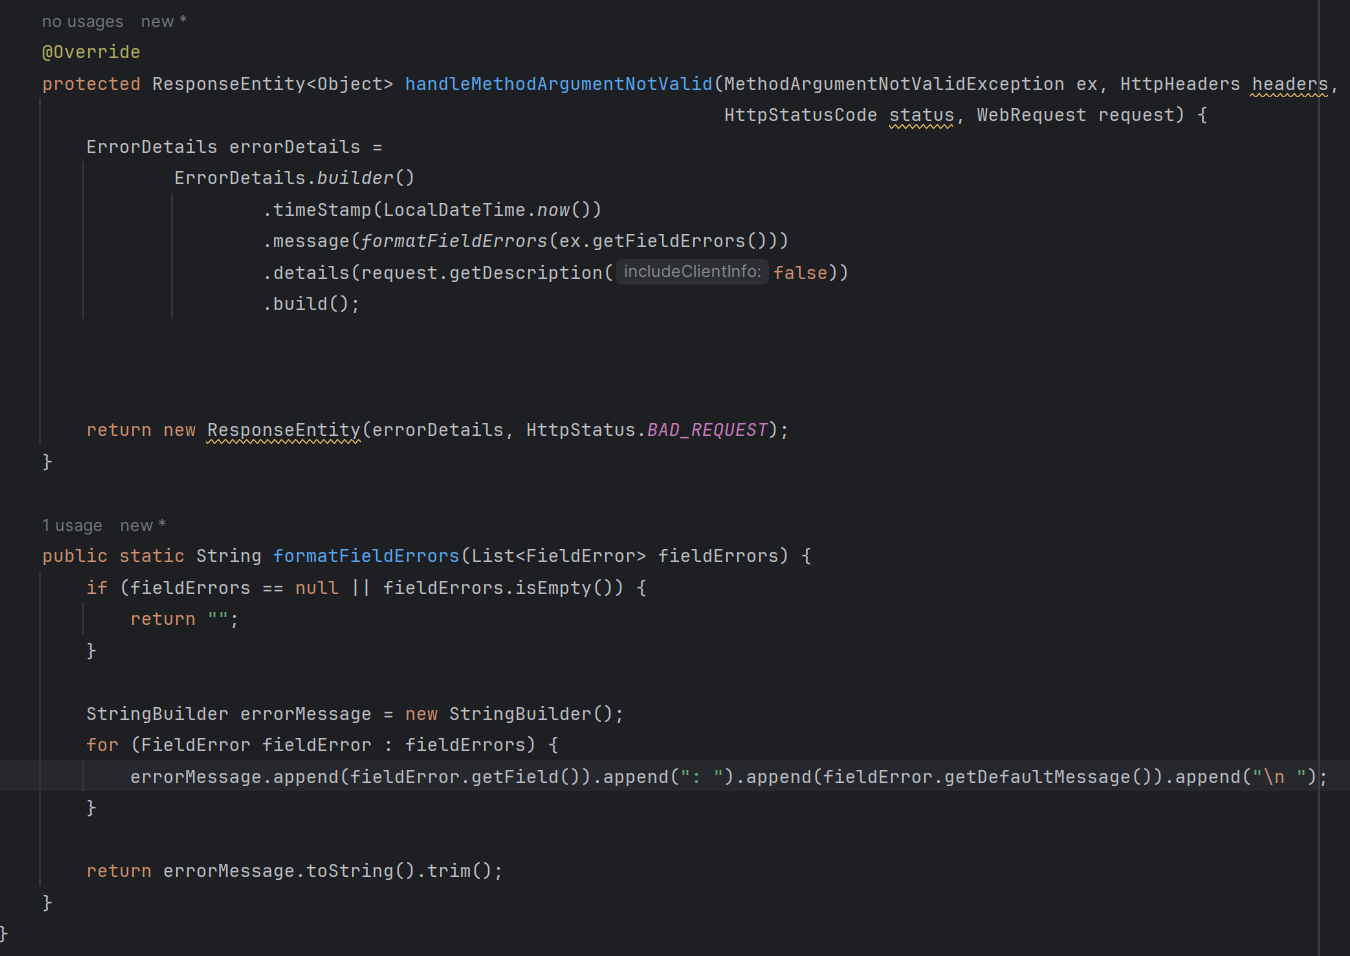 no usages   new *
@Override
protected ResponseEntity<Object> handleMethodArgumentNotValid(MethodArgumentNotValidException ex, HttpHeaders headers,
HttpStatusCode status, WebRequest request) {
ErrorDetails errorDetails =
ErrorDetails.builder()
.timeStamp(LocalDateTime.now())
.message(formatFieldErrors(ex.getFieldErrors()))
.details(request.getDescription( includeClientInfo: false))
.build();
return new ResponseEntity(errorDetails, HttpStatus.BAD_REQUEST);
}
1 usage   new *
public static String formatFieldErrors(List<FieldError> fieldErrors) {
if (fieldErrors == null || fieldErrors.isEmpty()) {
return "";
}
StringBuilder errorMessage = new StringBuilder();
for (FieldError fieldError : fieldErrors) {
errorMessage.append(fieldError.getField()).append(": ").append(fieldError.getDefaultMessage()).append("\n ");
}
return errorMessage.toString().trim();
}
}